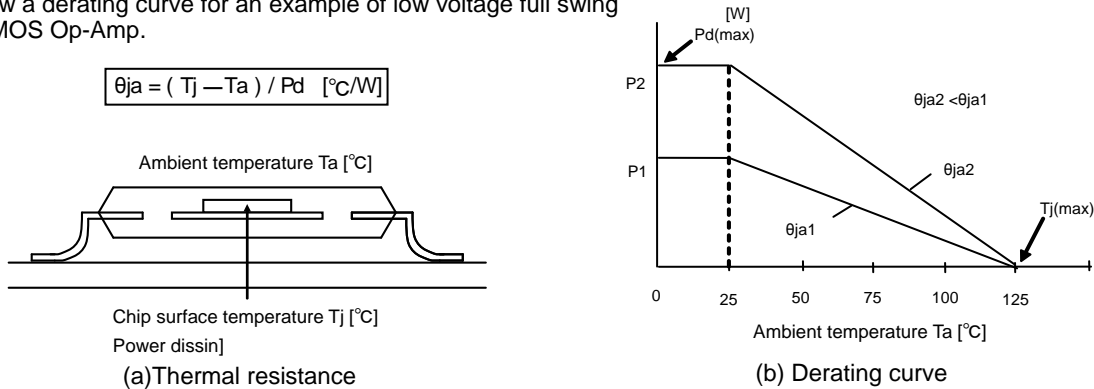 w a derating curve for an example of low voltage full swing
MOS Op-Amp.
θja = ( Tj — Ta ) / Pd [°C/W]
Ambient temperature Ta [°C]
Chip surface temperature Tj [°C]
Power dissin]
(a)Thermal resistance
[W]
Pd(max)
P2
θja2 <θja1
P1
θja2
Tj(max)
θja1
0 25 50 75 100 125
Ambient temperature Ta [°C]
(b) Derating curve